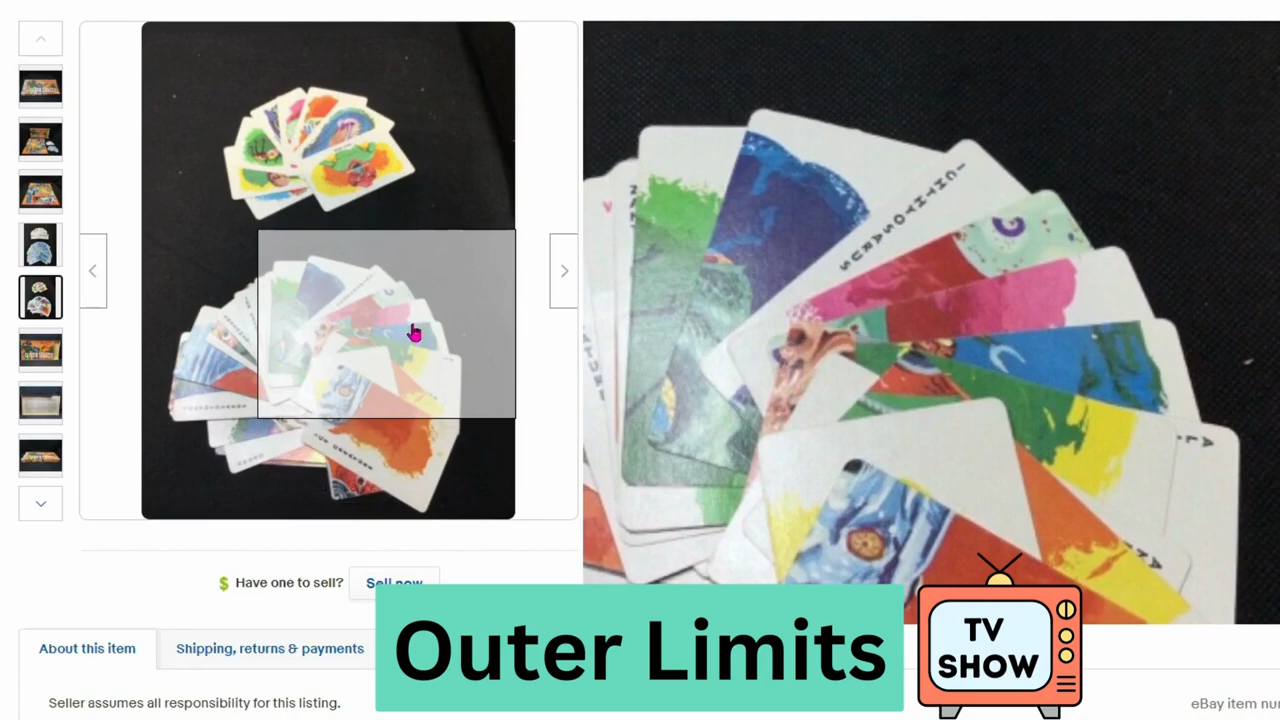 ICHTHYOSARUS
$ Have one to sell?
Sell now
Outer Limits
TV
SHOW
About this item
Shipping, returns & payments
Seller assumes all responsibility for this listing.
eBay item nu